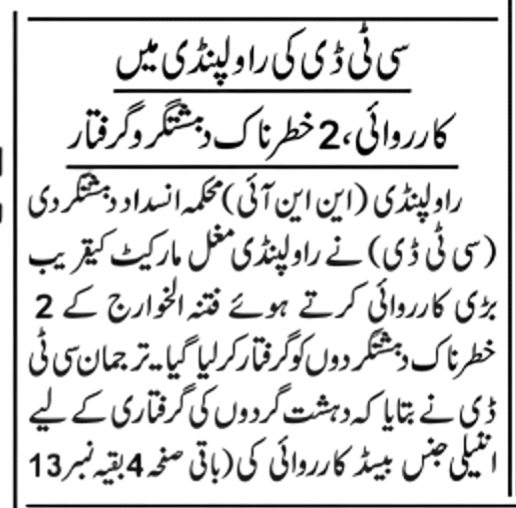 سی ٹی ڈی کی راولپنڈی میں
کارروائی، 2 خطرناک دہشتگرد گرفتار
راولپنڈی (این این آئی) محکمہ انسداد دہشتگردی
(سی ٹی ڈی) نے راولپنڈی مغل مارکیٹ کیقریب
بڑی کارروائی کرتے ہوئے فتنہ الخوارج کے 2
خطرناک دہشتگردوں کو گرفتار کر لیا گیا۔ ترجمان سی ٹی
ڈی نے بتایا کہ دہشت گردوں کی گرفتاری کے لیے
انٹیلی جنس بیسڈ کارروائی کی (باقی صفحہ 4 بقیہ نمبر 13